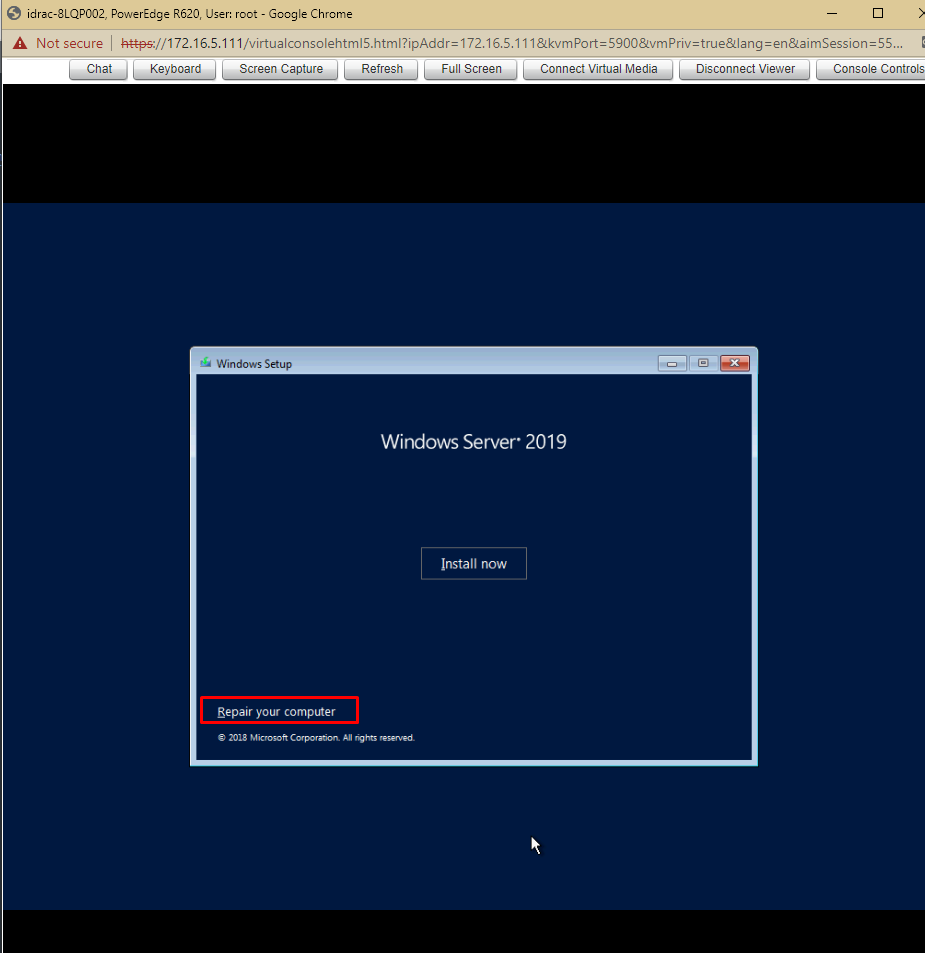 idrac-8LQP002, PowerEdge R620, User: root - Google Chrome
Not secure | https://172.16.5.111/virtualconsolehtml5.html?ipAddr=172.16.5.111&kvmPort=5900&vmPriv=true&lang=en&aimSession=55...
Chat Keyboard Screen Capture Refresh Full Screen Connect Virtual Media Disconnect Viewer Console Controls
Windows Setup
Windows Server® 2019
Install now
Repair your computer
© 2018 Microsoft Corporation. All rights reserved.